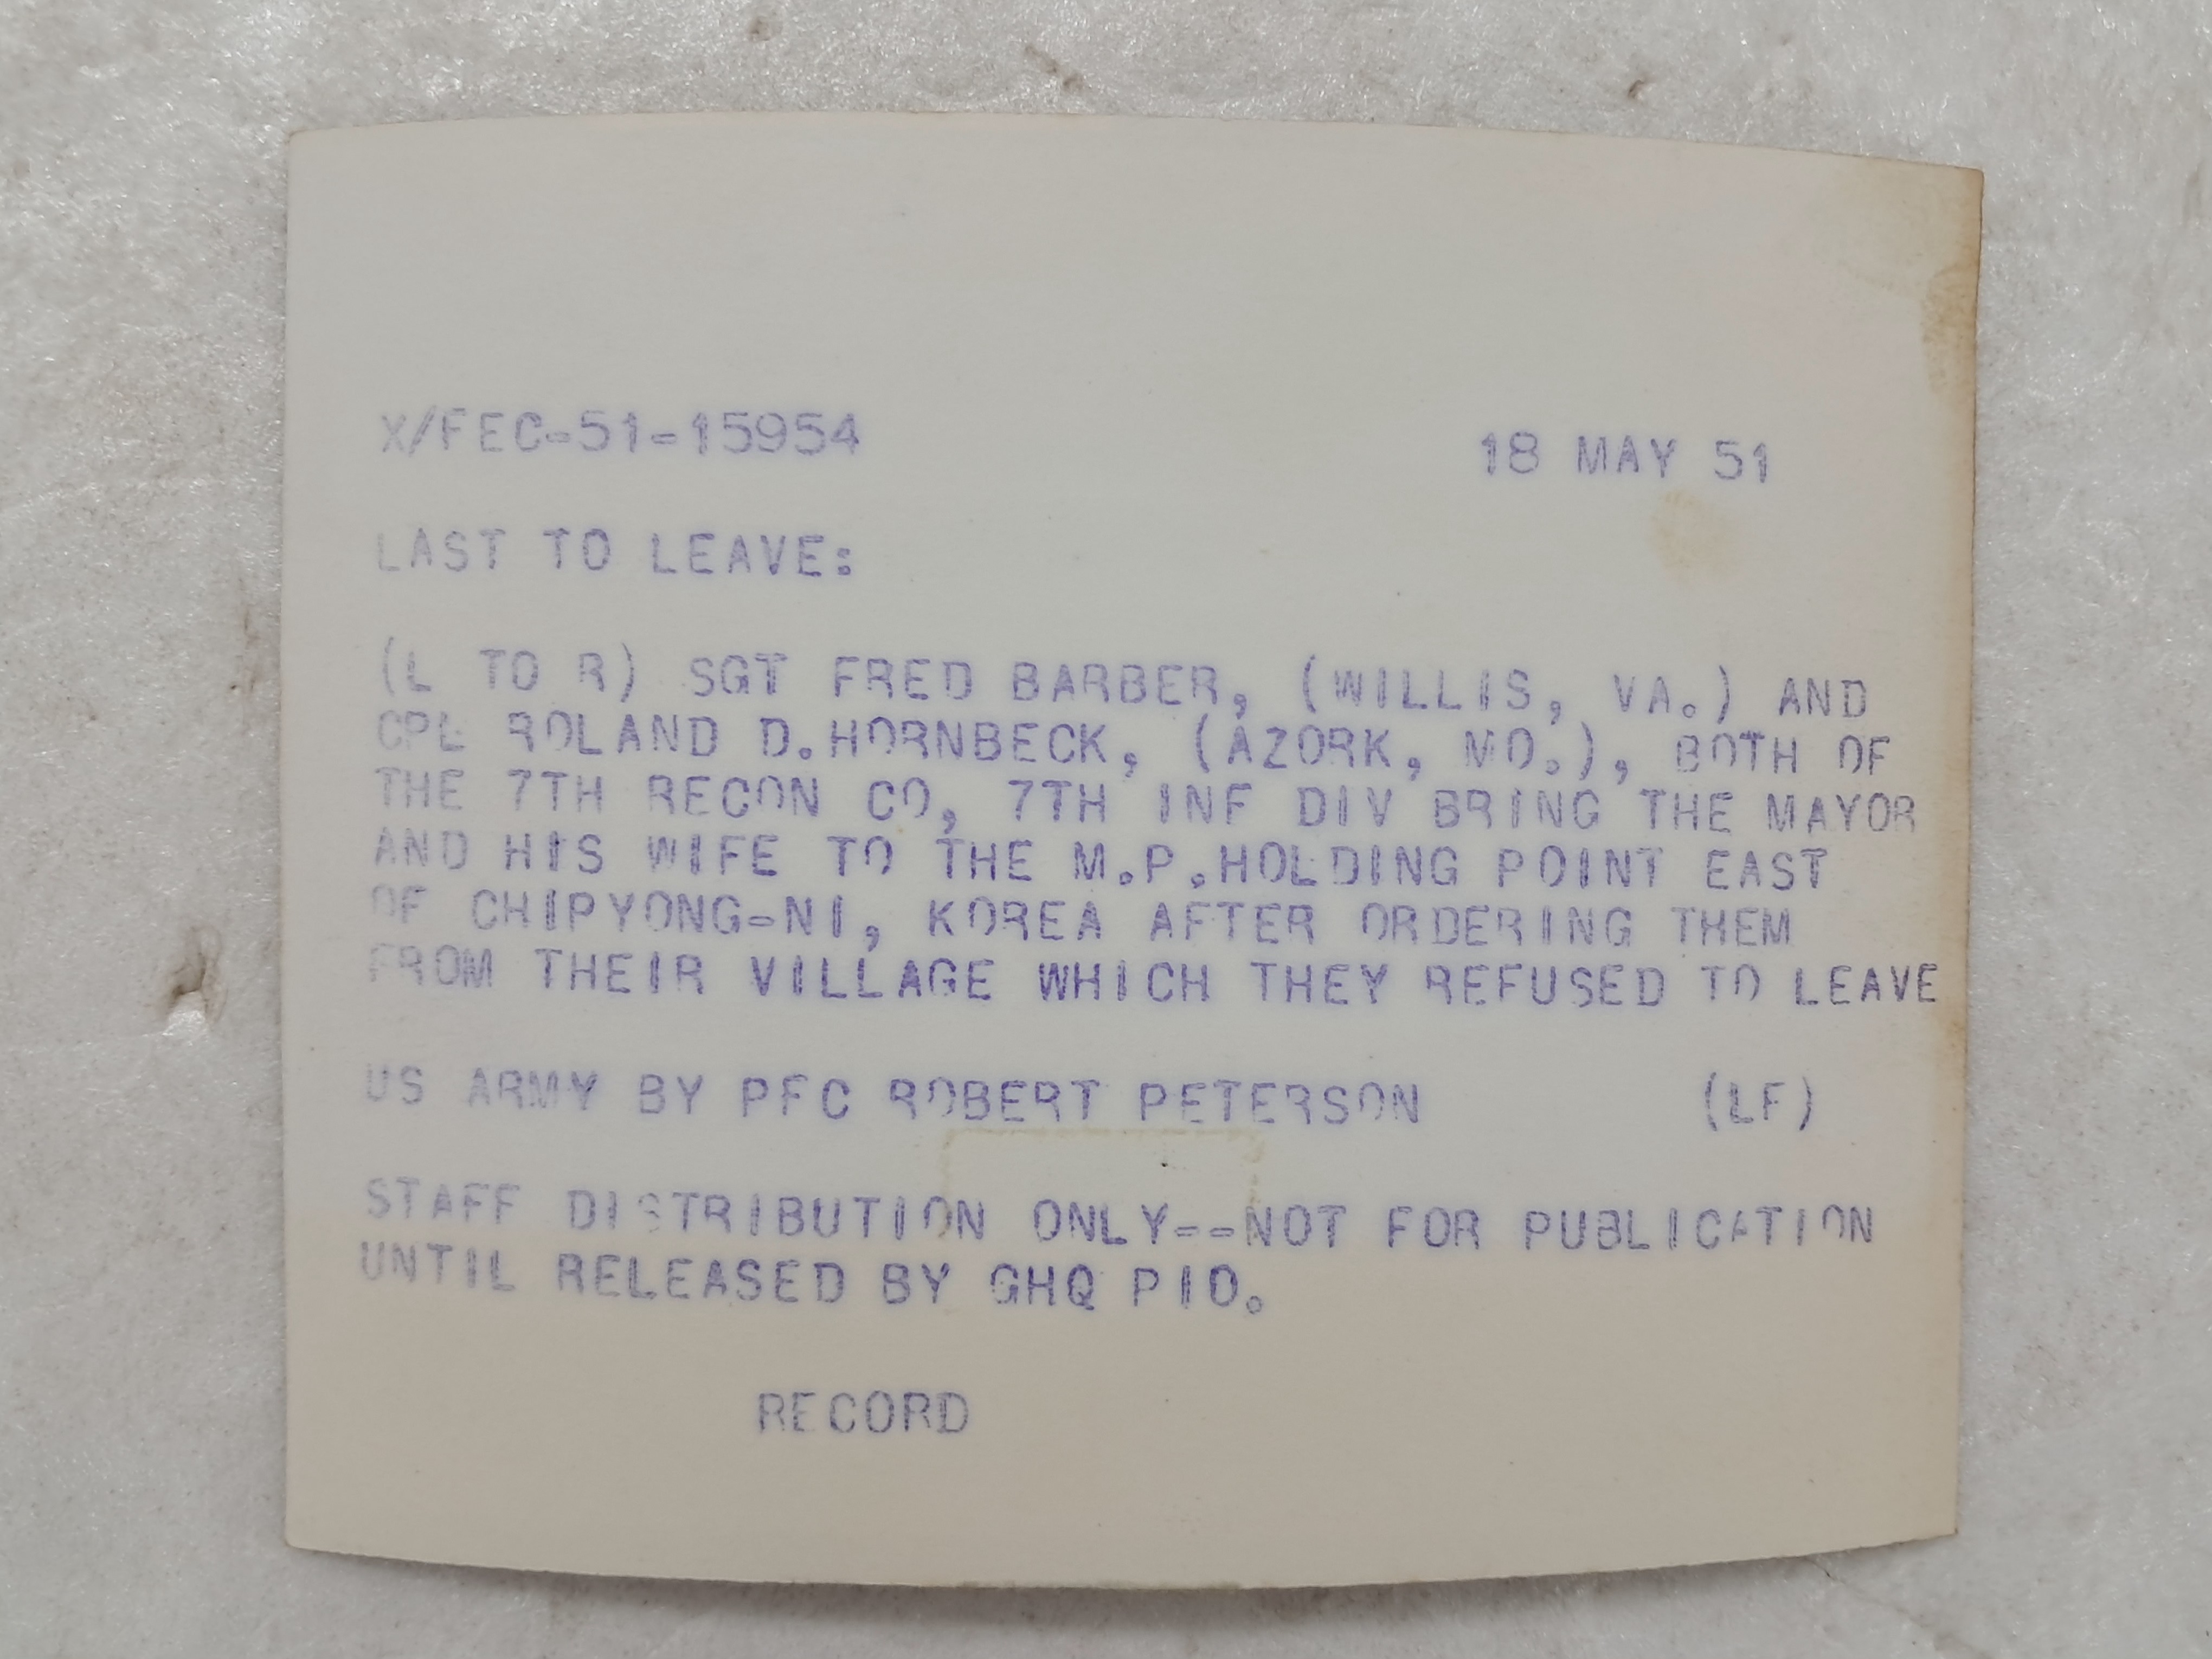 X/FEC-51-15954 18 MAY 51
LAST TO LEAVE:
(L TO R) SGT FRED BARBER, (WILLIS, VA.) AND
CPL ROLAND D.HORNBECK, (AZORK, MO.), BOTH OF
THE 7TH RECON CO, 7TH INF DIV BRING THE MAYOR
AND HIS WIFE TO THE M.P.HOLDING POINT EAST
OF CHIPYONG-NI, KOREA AFTER ORDERING THEM
FROM THEIR VILLAGE WHICH THEY REFUSED TO LEAVE
US ARMY BY PFC ROBERT PETERSON (LF)
STAFF DISTRIBUTION ONLY--NOT FOR PUBLICATION
UNTIL RELEASED BY GHQ PIO.
RECORD